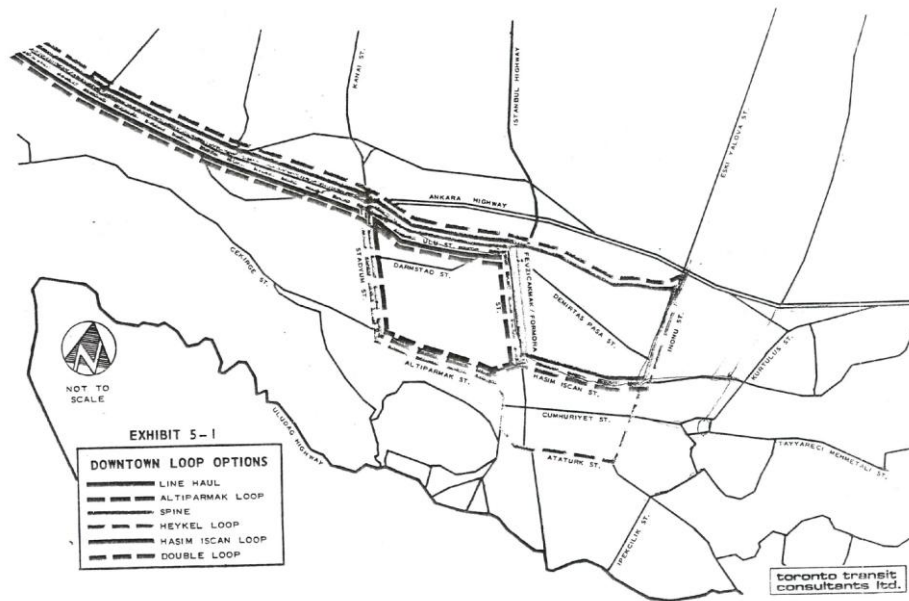 KANAI ST.
ISTANBUL HIGHWAY
ESKI YALOVA ST.
ANKARA HIGHWAY
ULU ST.
CEKIRGE ST.
STADYUM ST.
DARMSTAD ST.
ST.
FEVZICAKMAK / FORMORA
DEMIRTAS PASA ST.
INONU ST.
KURTULUS ST.
ALTIPARMAK ST.
HASIM ISCAN ST.
CUMHURIYET ST.
ATATURK ST.
TAYYARECI MEHMETALI ST.
IPEKCILIK ST.
ULUDAG HIGHWAY
NOT TO
SCALE
EXHIBIT 5-1
DOWNTOWN LOOP OPTIONS
LINE HAUL
ALTIPARMAK LOOP
SPINE
HEYKEL LOOP
HASIM ISCAN LOOP
DOUBLE LOOP
toronto transit
consultants ltd.